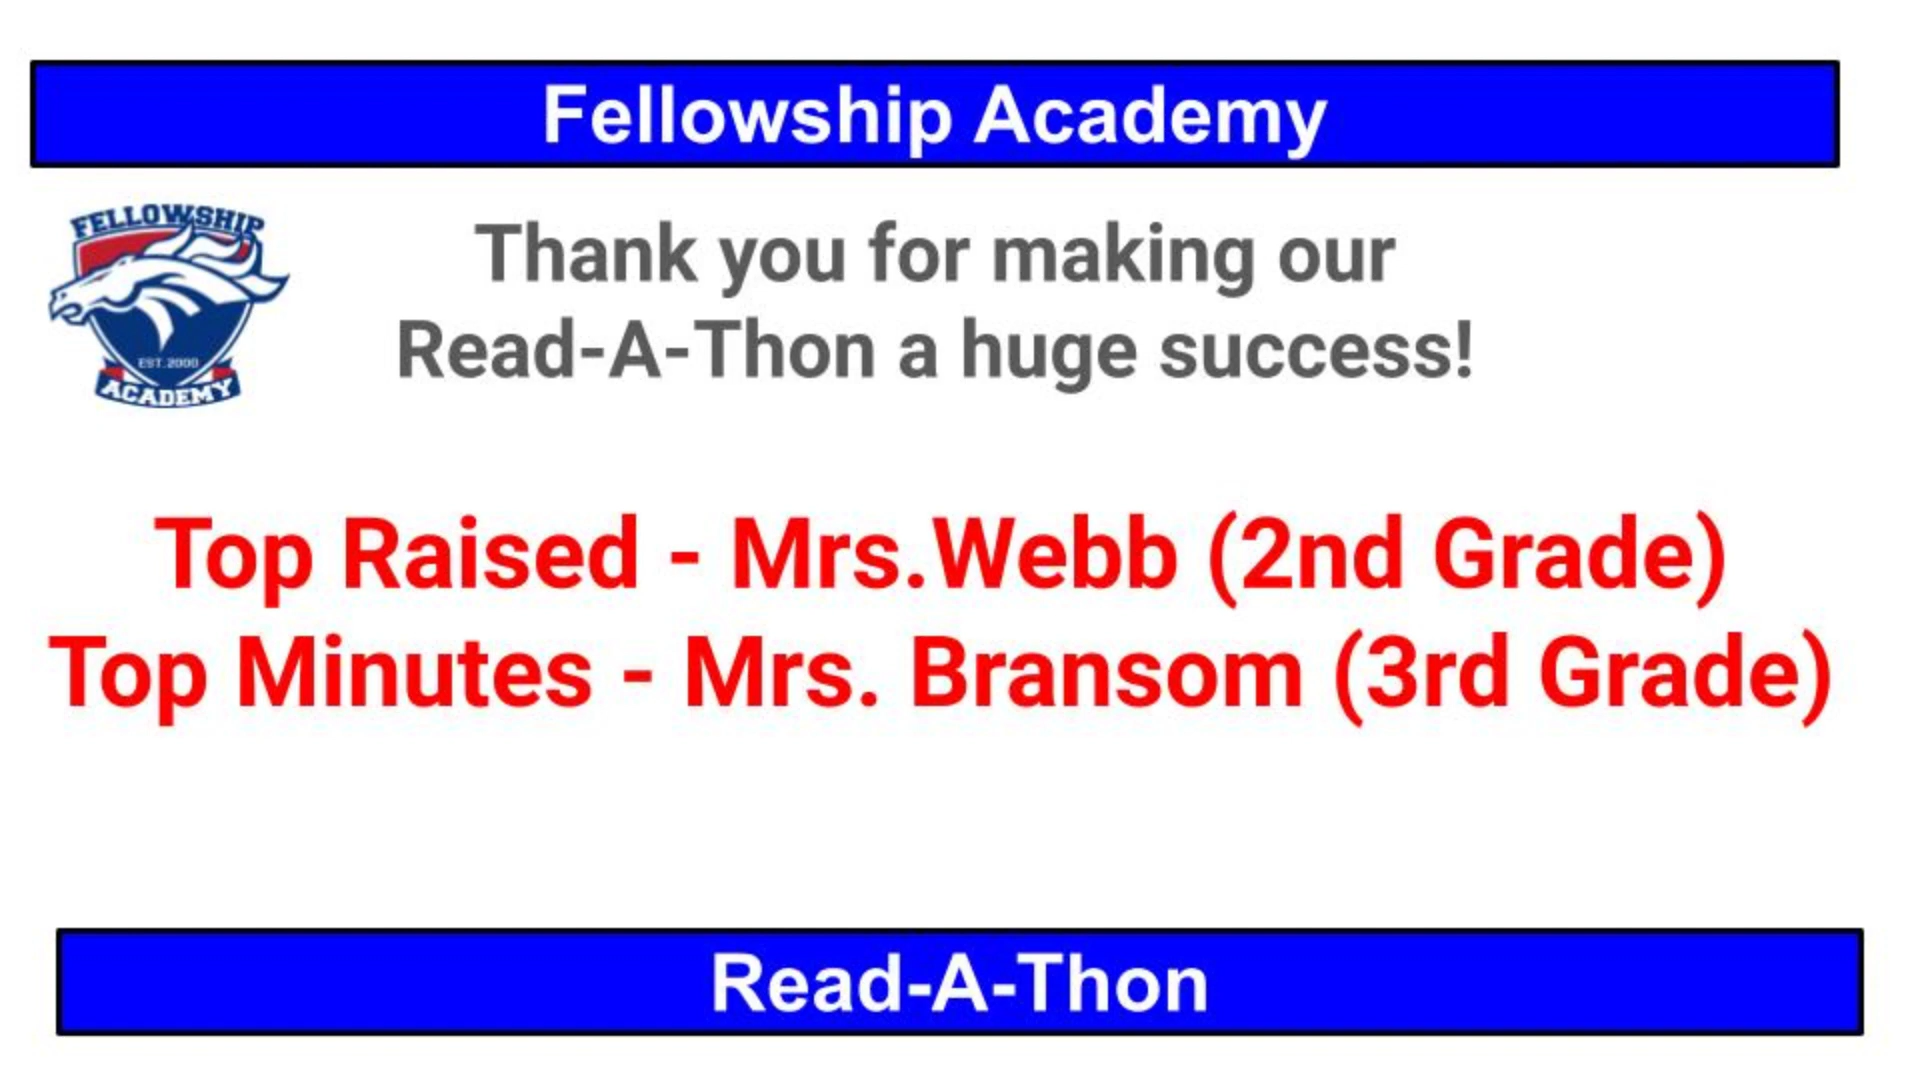 Fellowship Academy
FELLOWSHIP
EST. 2000
ACADEMY
Thank you for making our
Read-A-Thon a huge success!
Top Raised - Mrs.Webb (2nd Grade)
Top Minutes - Mrs. Bransom (3rd Grade)
Read-A-Thon